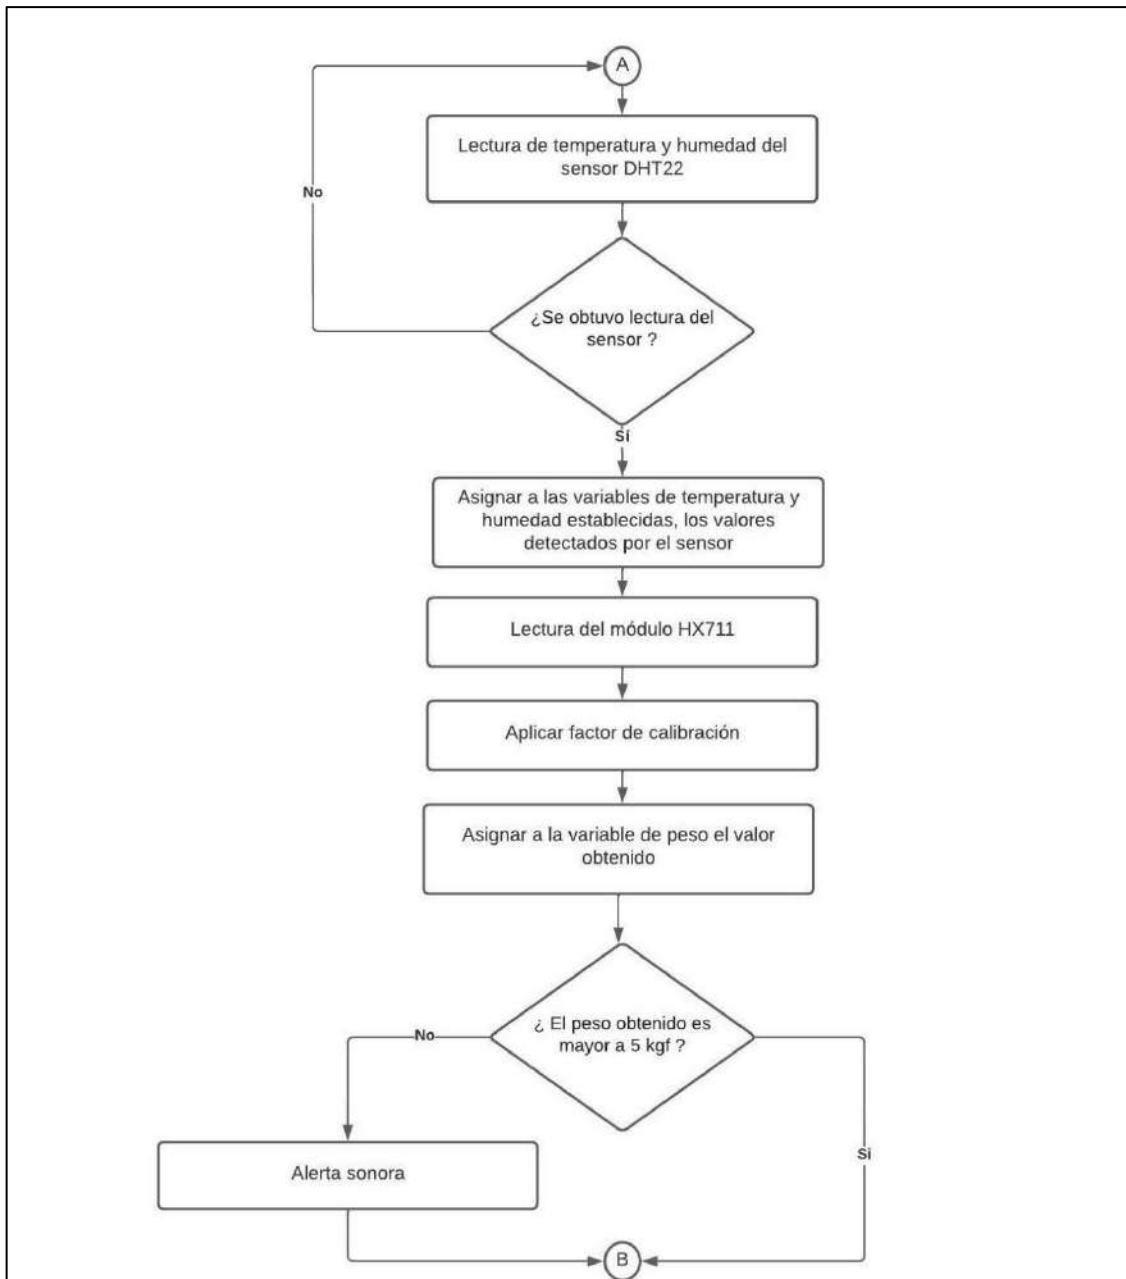 A
Lectura de temperatura y humedad del
sensor DHT22
No
¿Se obtuvo lectura del
sensor ?
Sí
Asignar a las variables de temperatura y
humedad establecidas, los valores
detectados por el sensor
Lectura del módulo HX711
Aplicar factor de calibración
Asignar a la variable de peso el valor
obtenido
¿ El peso obtenido es
mayor a 5 kgf ?
No
Si
Alerta sonora
B